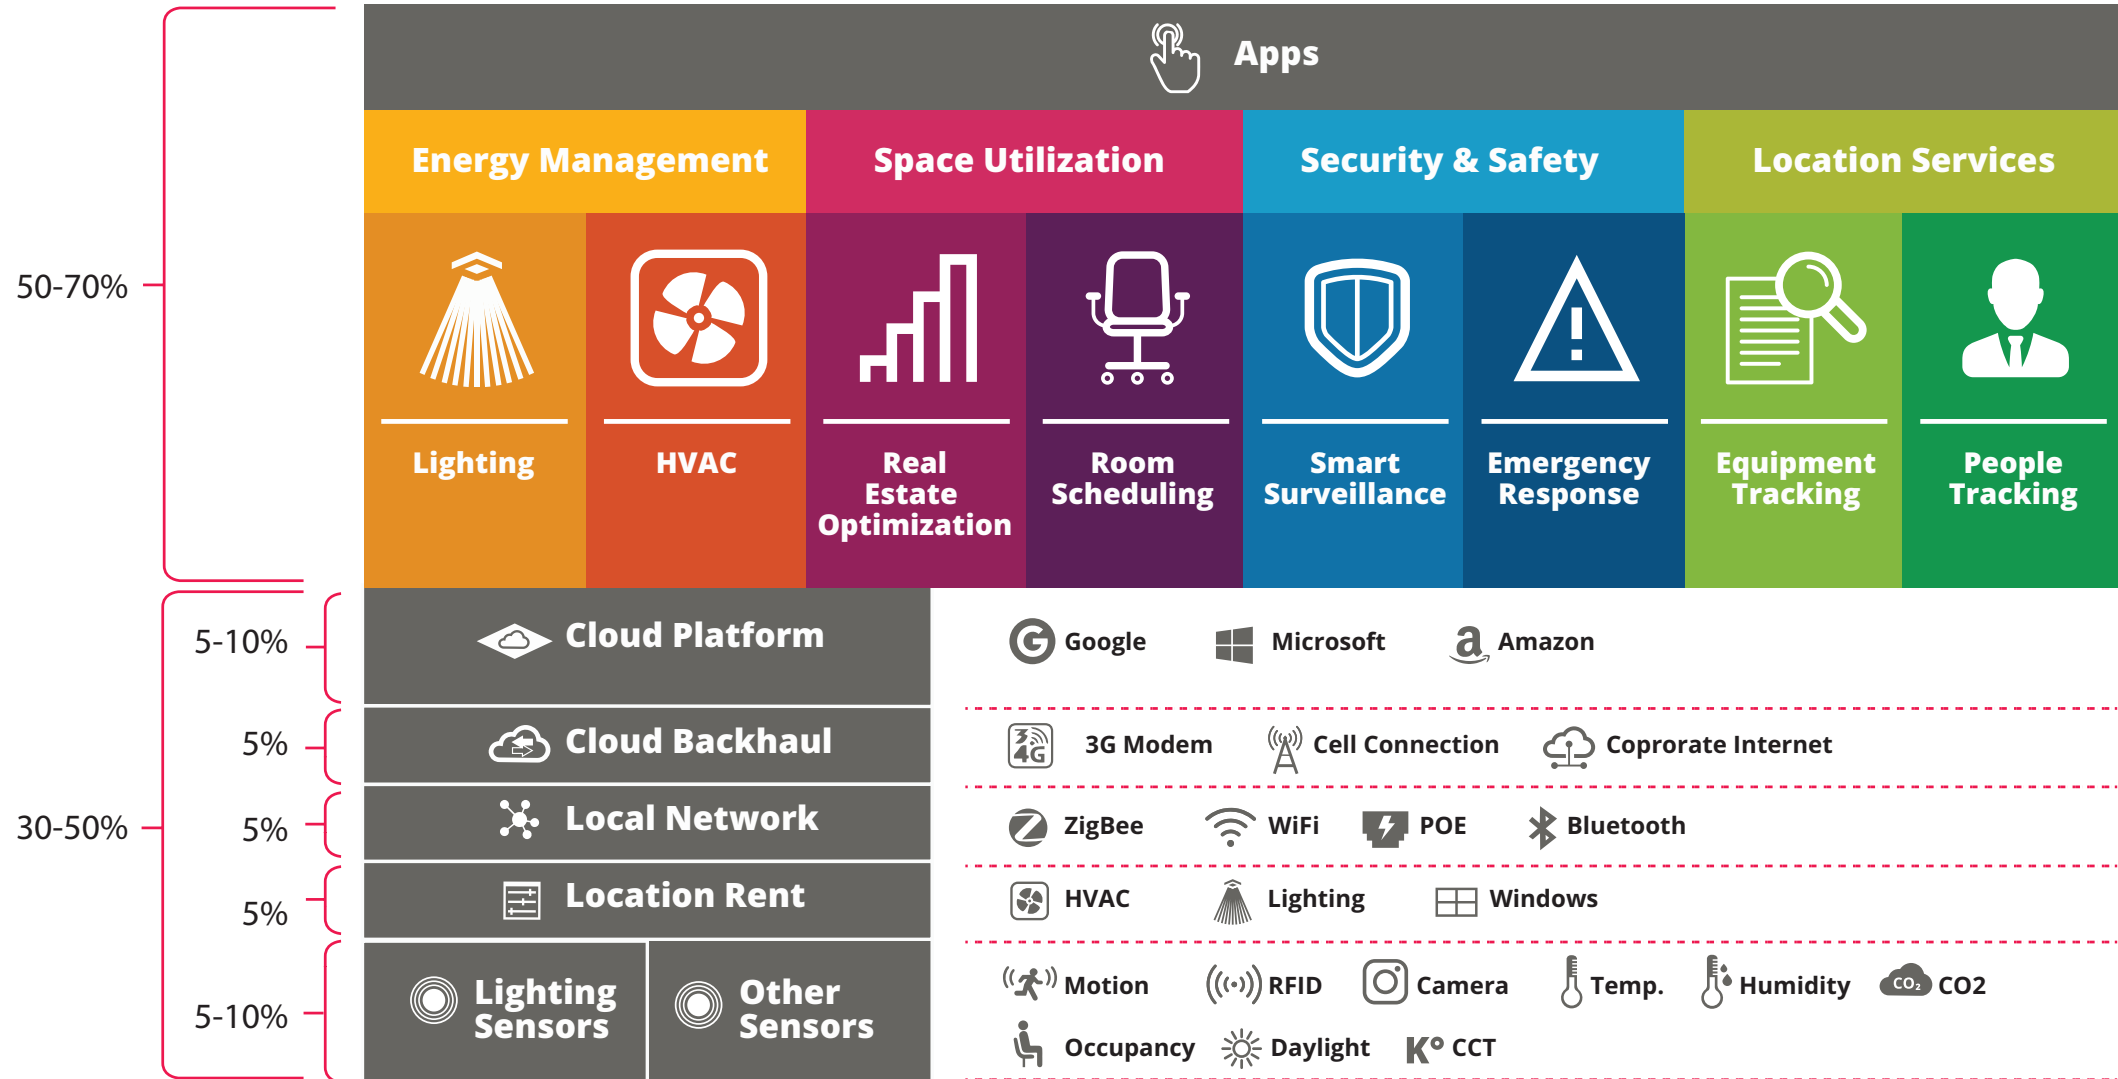 Apps
Energy Management
Space Utilization
Security & Safety
Location Services
50-70%
Lighting
HVAC
Real
Estate
Optimization
Room
Scheduling
Smart
Surveillance
Emergency
Response
Equipment
Tracking
People
Tracking
30-50%
5-10%
Cloud Platform
G Google
Microsoft
a Amazon
5%
Cloud Backhaul
3G
4G
3G Modem
Cell Connection
Coprorate Internet
5%
Local Network
ZigBee
WiFi
POE
Bluetooth
5%
Location Rent
HVAC
Lighting
Windows
5-10%
Lighting
Sensors
Other
Sensors
Motion
RFID
Camera
Temp.
Humidity
CO₂ CO2
Occupancy
Daylight
K° CCT